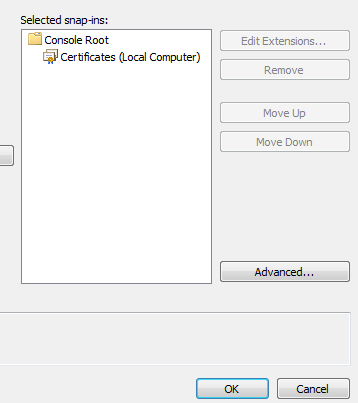 Selected snap-ins:
Console Root
Certificates (Local Computer)
Edit Extensions...
Remove
Move Up
Move Down
Advanced...
OK
Cancel